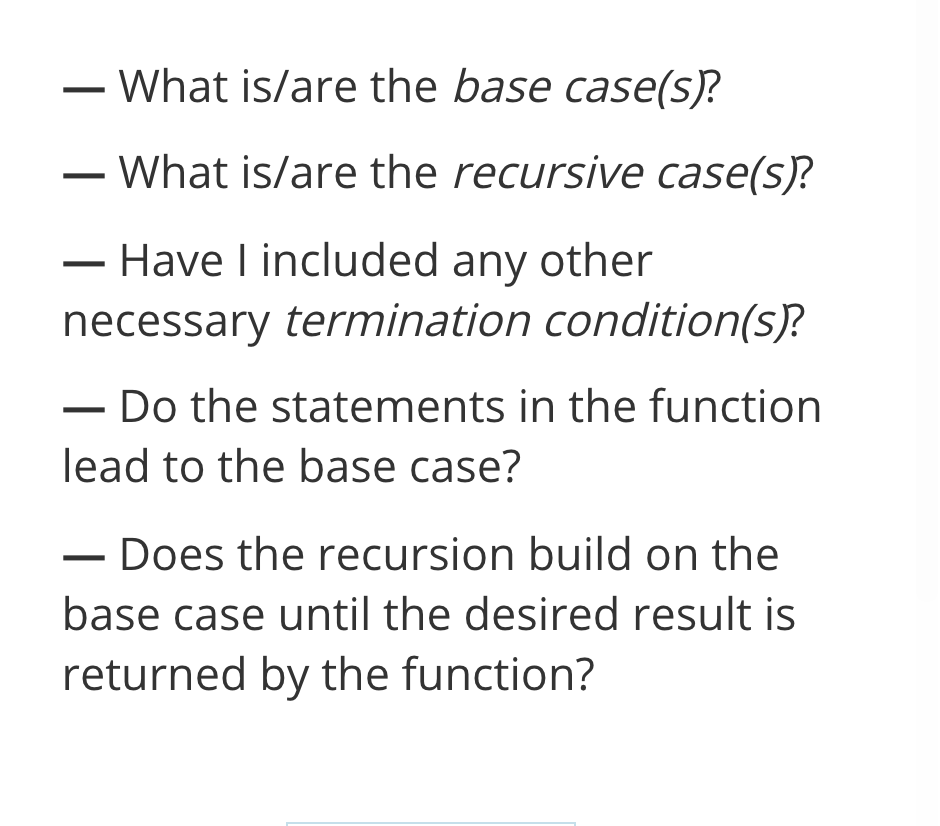 — What is/are the base case(s)?
— What is/are the recursive case(s)?
— Have I included any other
necessary termination condition(s)?
— Do the statements in the function
lead to the base case?
— Does the recursion build on the
base case until the desired result is
returned by the function?